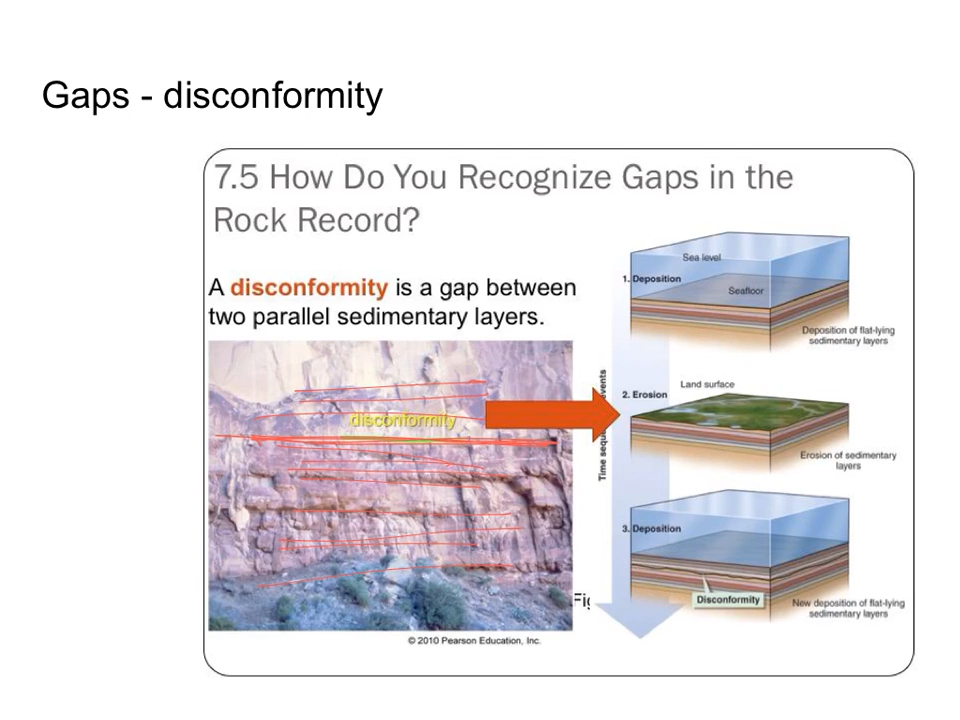 Gaps - disconformity
7.5 How Do You Recognize Gaps in the
Rock Record?
A disconformity is a gap between
two parallel sedimentary layers.
disconformity
© 2010 Pearson Education, Inc.
Time
Sea level
1. Deposition
Seafloor
Deposition of flat-lying
sedimentary layers
Land surface
2. Erosion
Erosion of sedimentary
layers
3. Deposition
Disconformity
New deposition of flat-lying
sedimentary layers